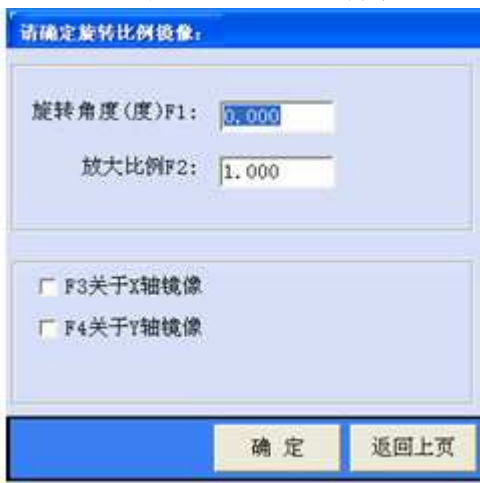 请确定旋转比例镜像:
旋转角度(度)F1: 0.000
放大比例F2: 1.000
F3关于X轴镜像
F4关于Y轴镜像
确 定 返回上页